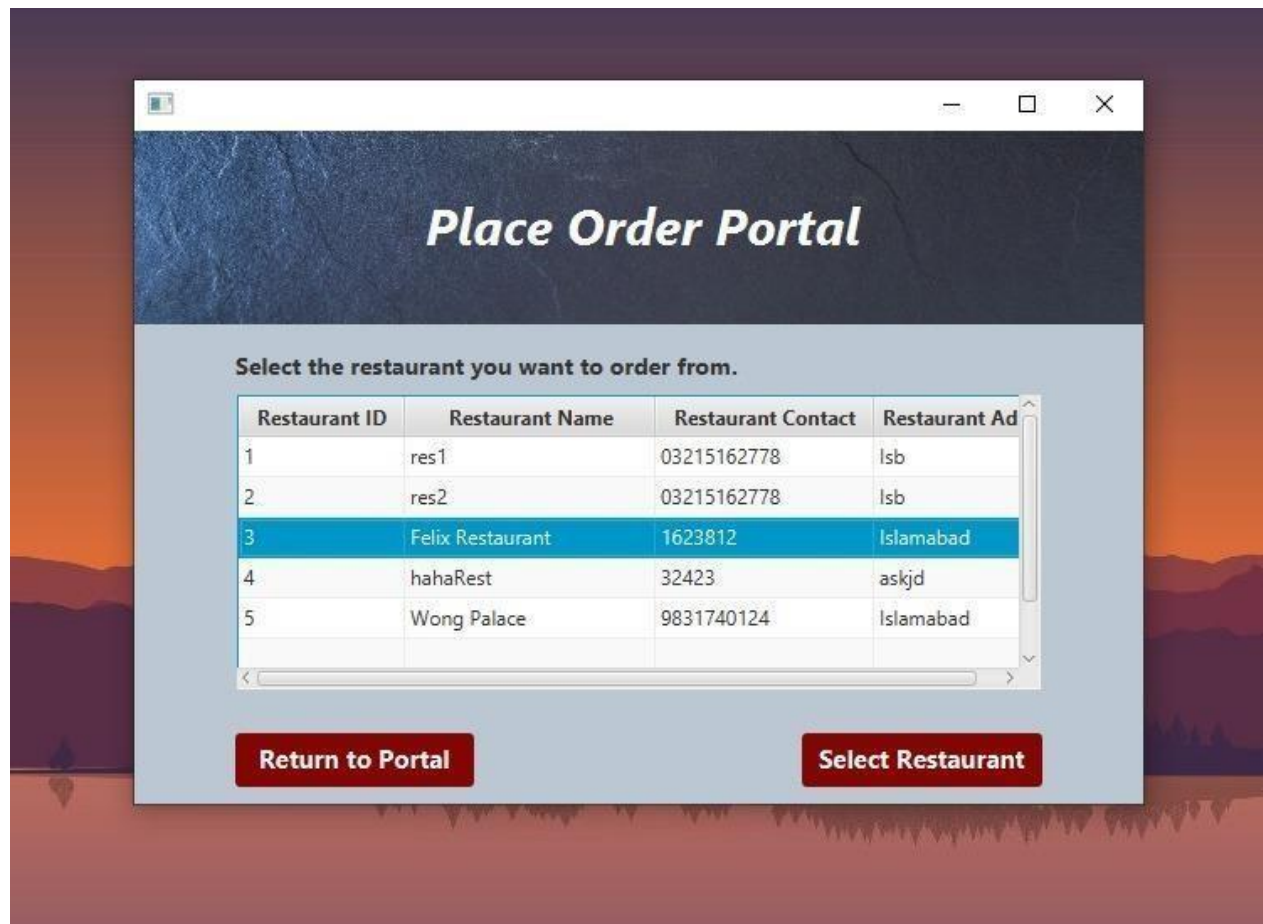 Place Order Portal
Select the restaurant you want to order from.
Restaurant ID Restaurant Name Restaurant Contact Restaurant Ad
1 res1 03215162778 Isb
2 res2 03215162778 Isb
3 Felix Restaurant 1623812 Islamabad
4 hahaRest 32423 askjd
5 Wong Palace 9831740124 Islamabad
Return to Portal Select Restaurant